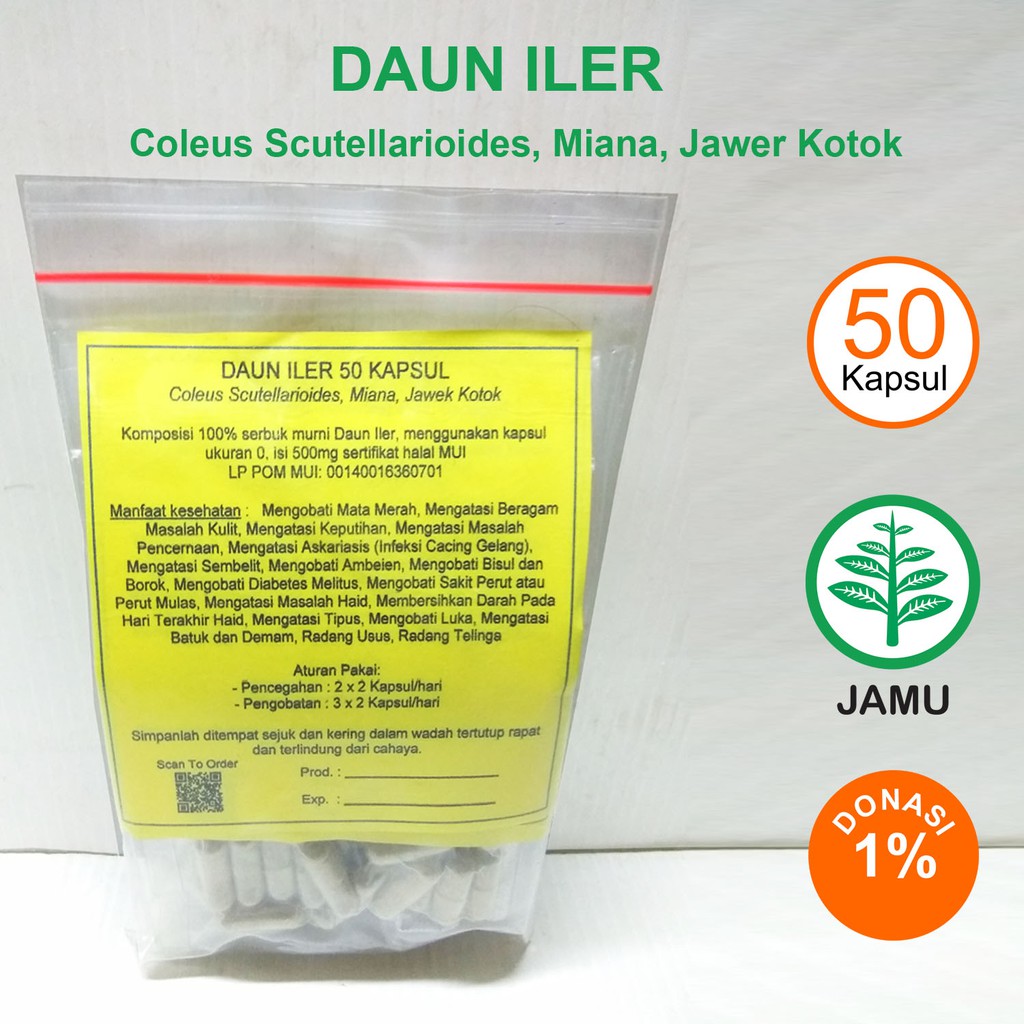 DAUN ILER
Coleus Scutellarioides, Miana, Jawer Kotok
DAUN ILER 50 KAPSUL
Coleus Scutellarioides, Miana, Jawek Kotok
Komposisi 100% serbuk murni Daun Iler, menggunakan kapsul
ukuran 0, isi 500mg sertifikat halal MUI
LP POM MUI: 00140016360701
Manfaat kesehatan : Mengobati Mata Merah, Mengatasi Beragam
Masalah Kulit, Mengatasi Keputihan, Mengatasi Masalah
Pencernaan, Mengatasi Askariasis (Infeksi Cacing Gelang),
Mengatasi Sembelit, Mengobati Ambeien, Mengobati Bisul dan
Borok, Mengobati Diabetes Melitus, Mengobati Sakit Perut atau
Perut Mulas, Mengatasi Masalah Haid, Membersihkan Darah Pada
Hari Terakhir Haid, Mengatasi Tipus, Mengobati Luka, Mengatasi
Batuk dan Demam, Radang Usus, Radang Telinga
Aturan Pakai:
- Pencegahan : 2 x 2 Kapsul/hari
- Pengobatan : 3 x 2 Kapsul/hari
Simpanlah ditempat sejuk dan kering dalam wadah tertutup rapat
dan terlindung dari cahaya.
Scan To Order
Prod. :
Exp. :
50
Kapsul
JAMU
DONASI
1%